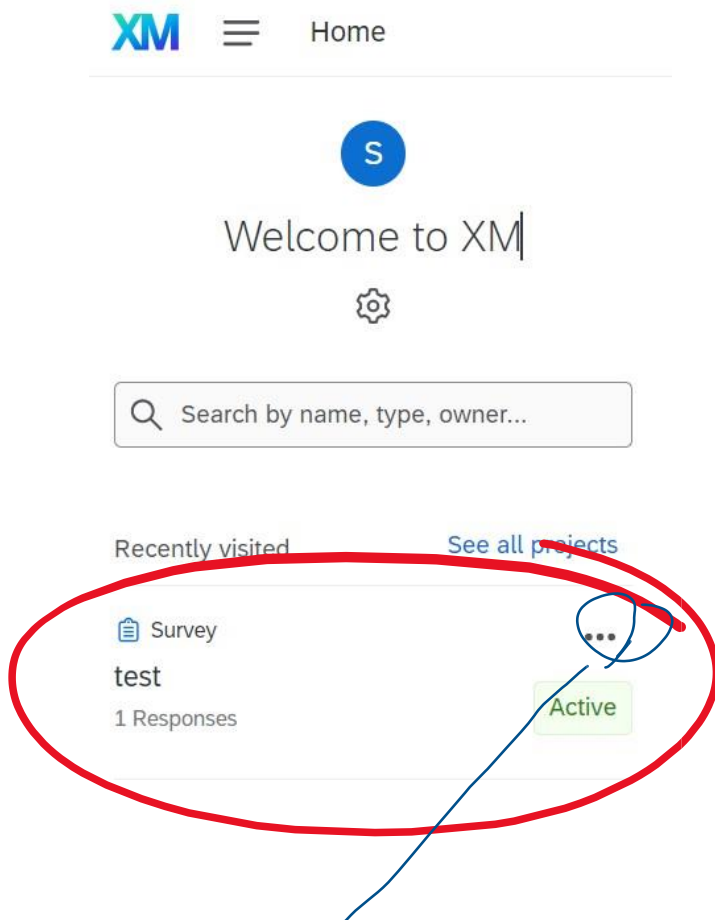 XM Home
S
Welcome to XM
Search by name, type, owner...
Recently visited See all projects
Survey
test
1 Responses
Active